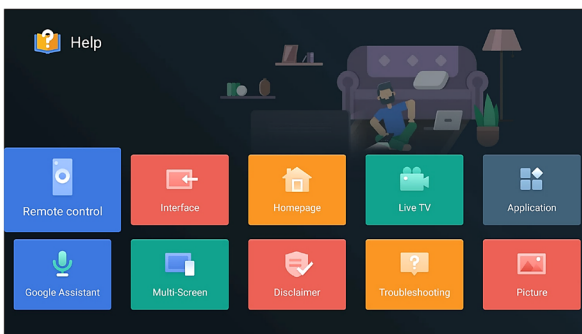 Help
Remote control
Interface
Homepage
Live TV
Application
Google Assistant
Multi-Screen
Disclaimer
Troubleshooting
Picture